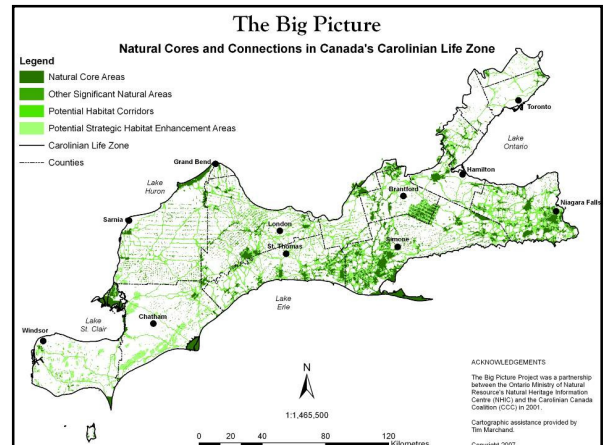 The Big Picture
Natural Cores and Connections in Canada's Carolinian Life Zone
Legend
Natural Core Areas
Other Significant Natural Areas
Potential Habitat Corridors
Potential Strategic Habitat Enhancement Areas
Carolinian Life Zone
Counties
Toronto
Lake
Ontario
Grand Bend
Hamilton
Lake
Huron
Brantford
Niagara Falls
Sarnia
London
Simcoe
St. Thomas
Lake
Erie
Chatham
Lake
St. Clair
Windsor
N
1:1,465,500
0 20 40 80 120 160
Kilometres
ACKNOWLEDGEMENTS
The Big Picture Project was a partnership
between the Ontario Ministry of Natural
Resource's Natural Heritage Information
Centre (NHIC) and the Carolinian Canada
Coalition (CCC) in 2001.
Cartographic assistance provided by
Tim Marchand.
Copyright 2007